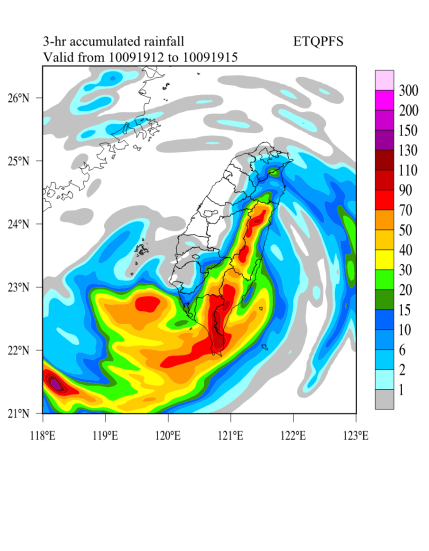 3-hr accumulated rainfall ETQPFS
Valid from 10091912 to 10091915
26°N
25°N
24°N
23°N
22°N
21°N
118°E 119°E 120°E 121°E 122°E 123°E
300
200
150
130
110
90
70
50
40
30
20
15
10
6
2
1